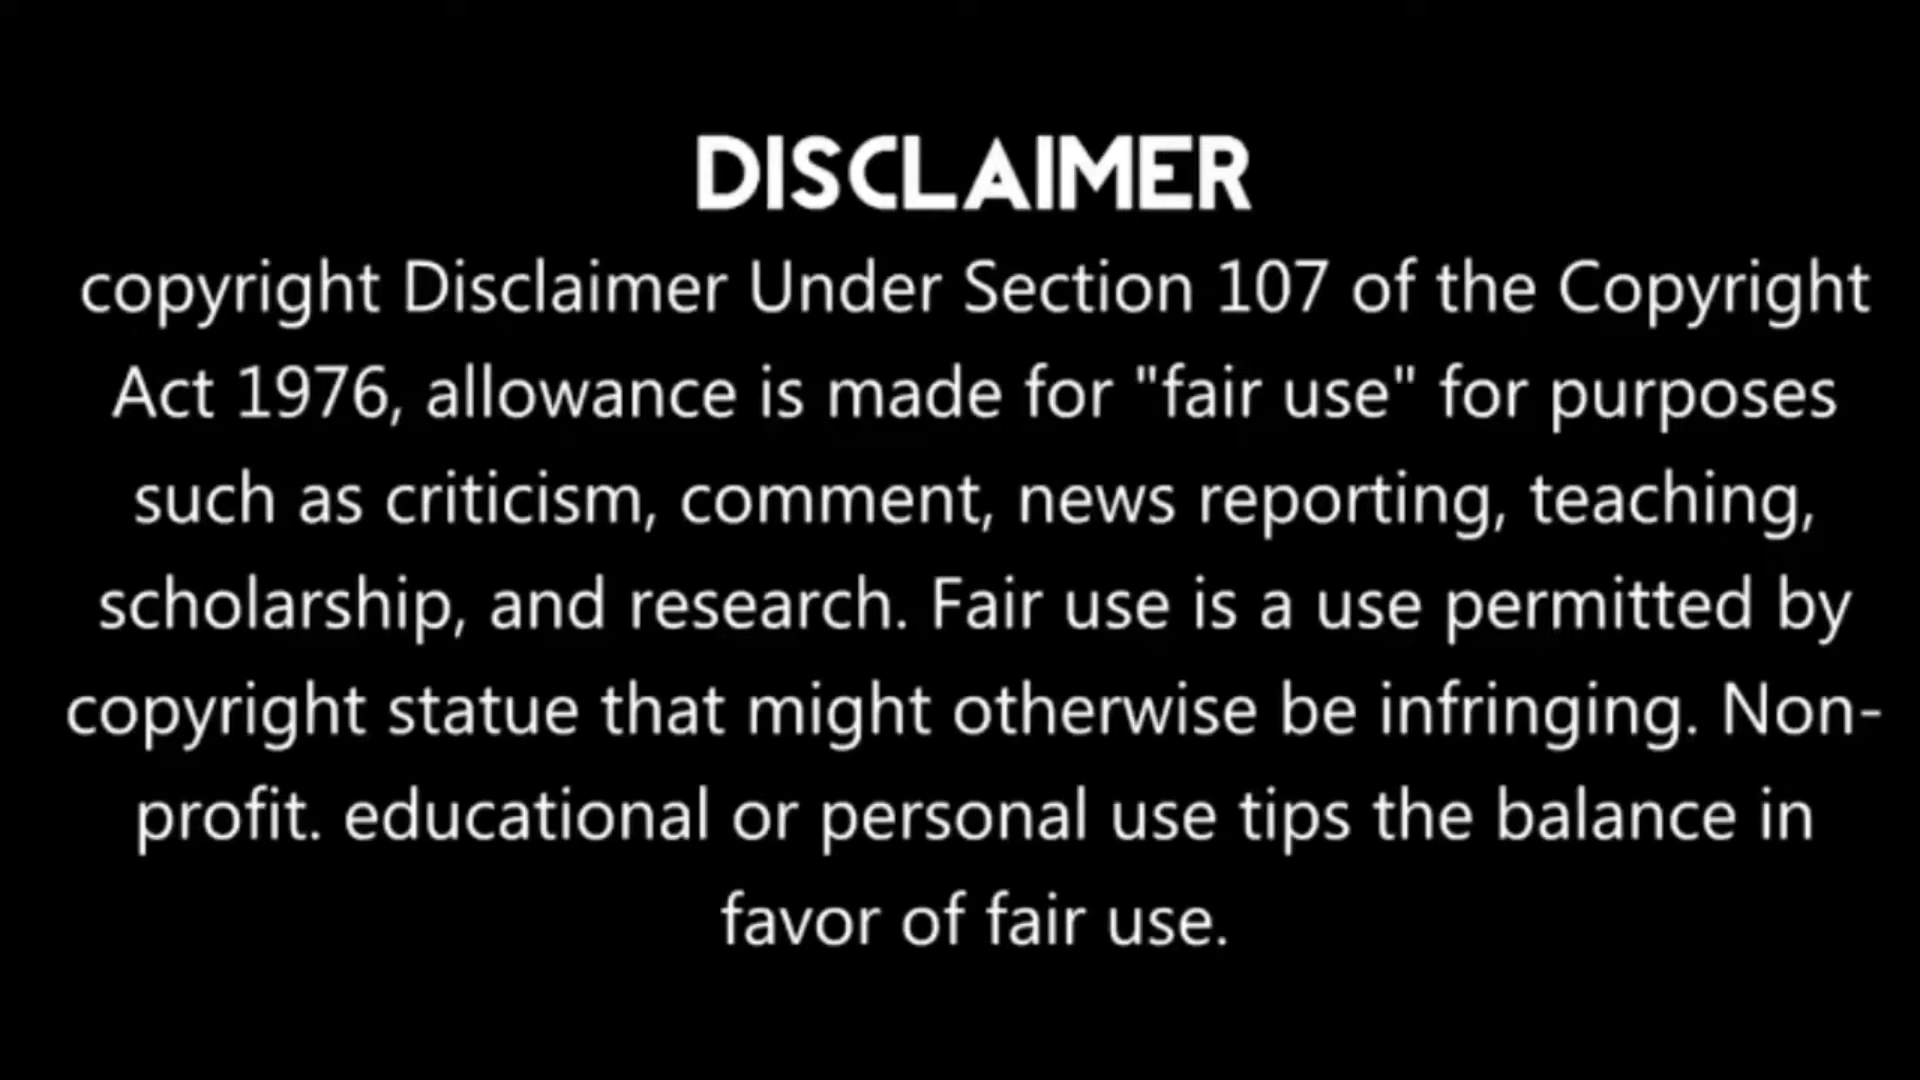 DISCLAIMER
copyright Disclaimer Under Section 107 of the Copyright
Act 1976, allowance is made for "fair use" for purposes
such as criticism, comment, news reporting, teaching,
scholarship, and research. Fair use is a use permitted by
copyright statue that might otherwise be infringing. Non-
profit. educational or personal use tips the balance in
favor of fair use.